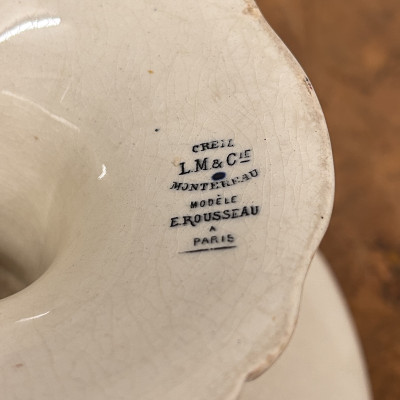 CREIL
L.M & Cie
MONTEREAU
MODÈLE
E.ROUSSEAU
A
PARIS